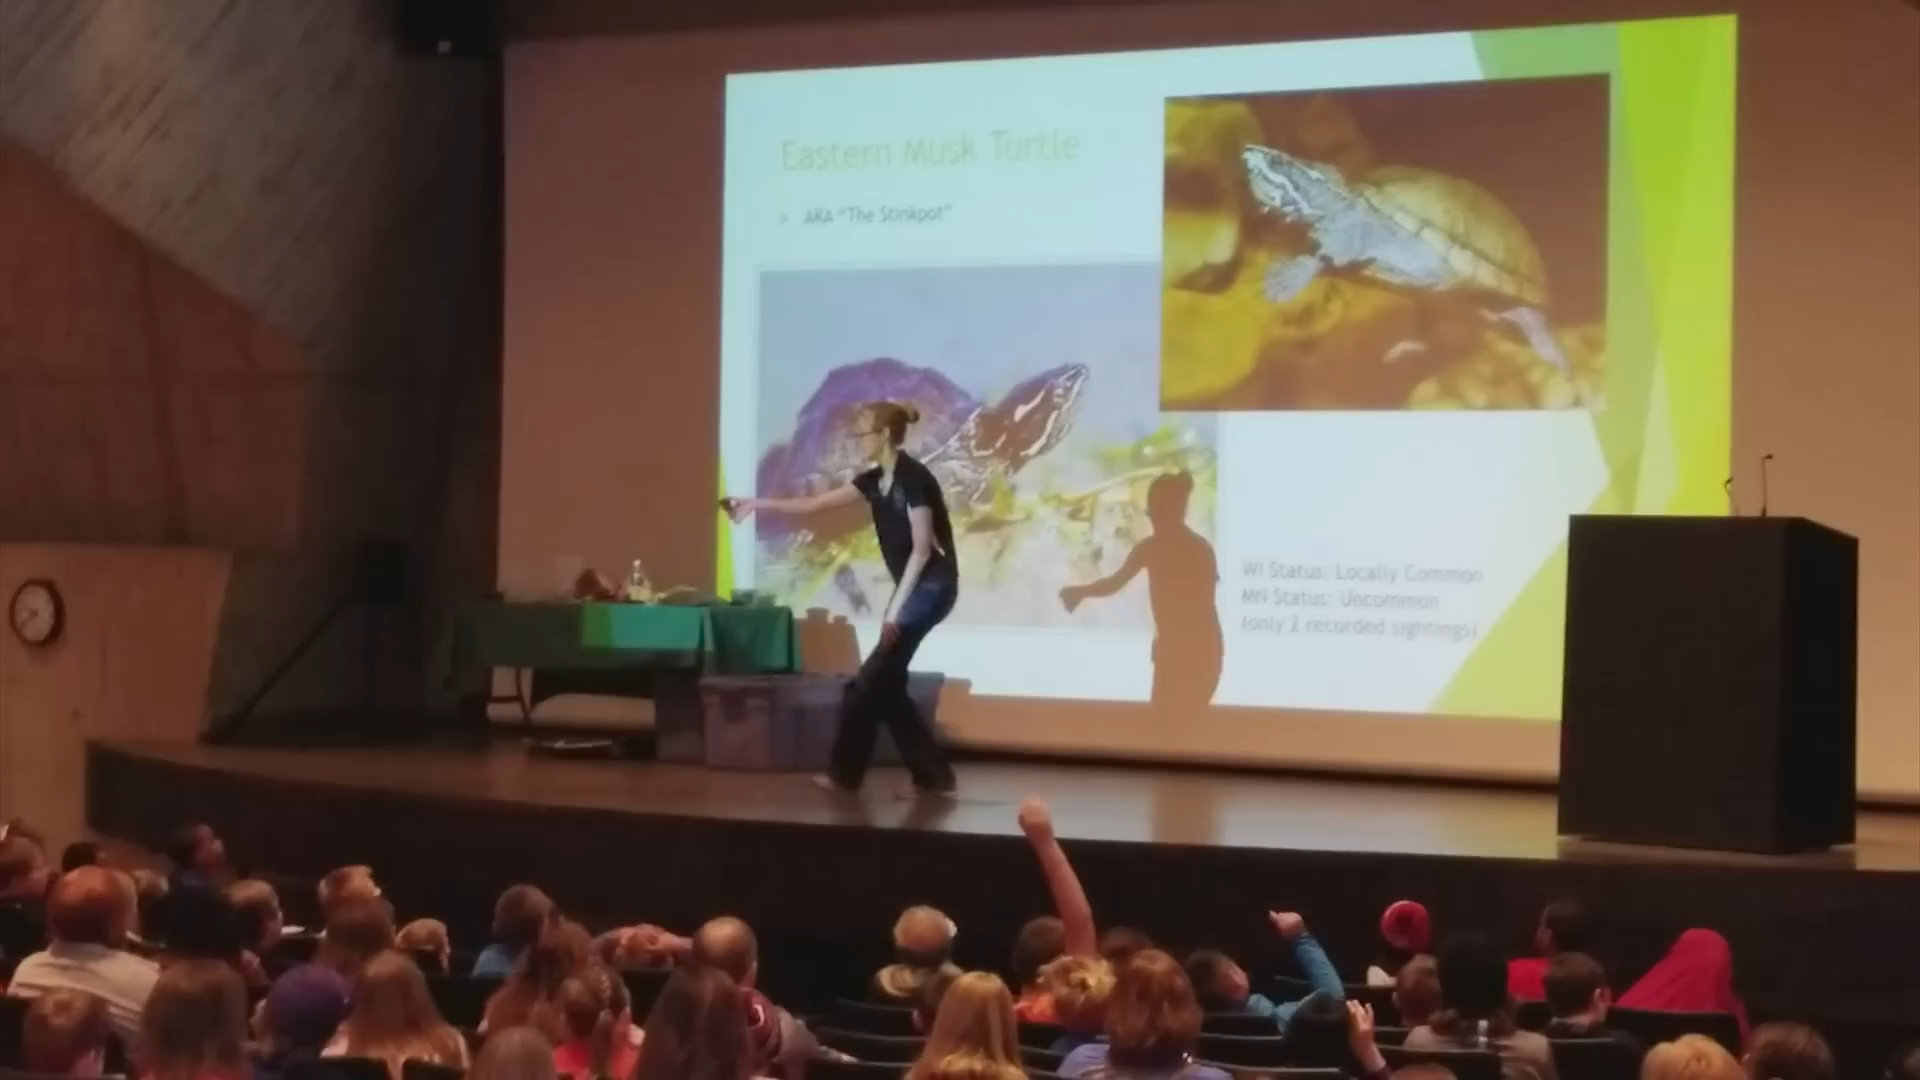 Eastern Musk Turtle
AKA "The Stinkpot"
WI Status: Locally Common
MN Status: Uncommon
(only 2 recorded sightings)